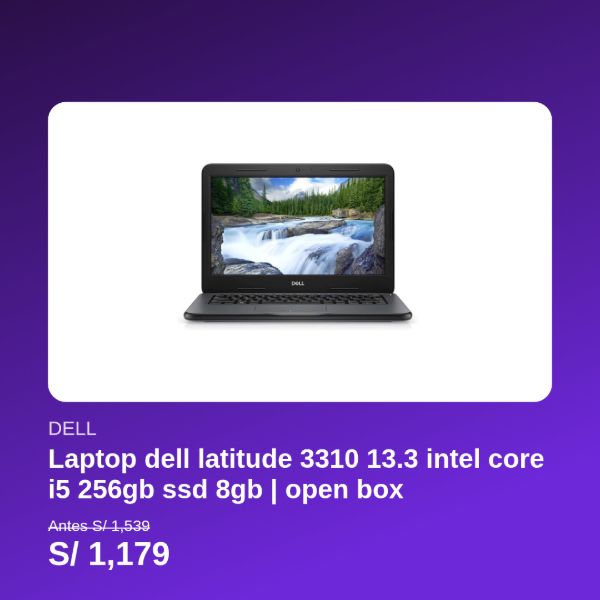 DELL
DELL
Laptop dell latitude 3310 13.3 intel core
i5 256gb ssd 8gb | open box
Antes S/ 1,539
S/ 1,179